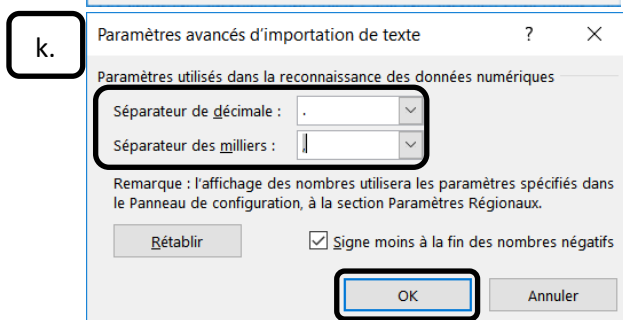 k.
Paramètres avancés d'importation de texte ? ×
Paramètres utilisés dans la reconnaissance des données numériques
Séparateur de décimale : .
Séparateur des milliers :
Remarque : l'affichage des nombres utilisera les paramètres spécifiés dans
le Panneau de configuration, à la section Paramètres Régionaux.
Rétablir Signe moins à la fin des nombres négatifs
OK Annuler